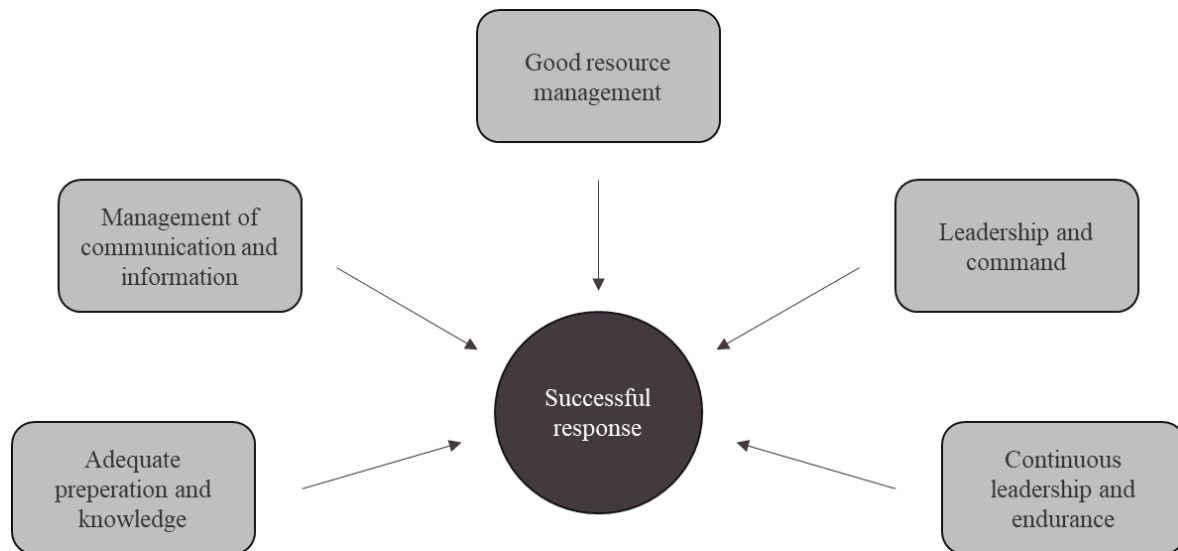 Good resource
management
Management of
communication and
information
Leadership and
command
Successful
response
Adequate
preperation and
knowledge
Continuous
leadership and
endurance